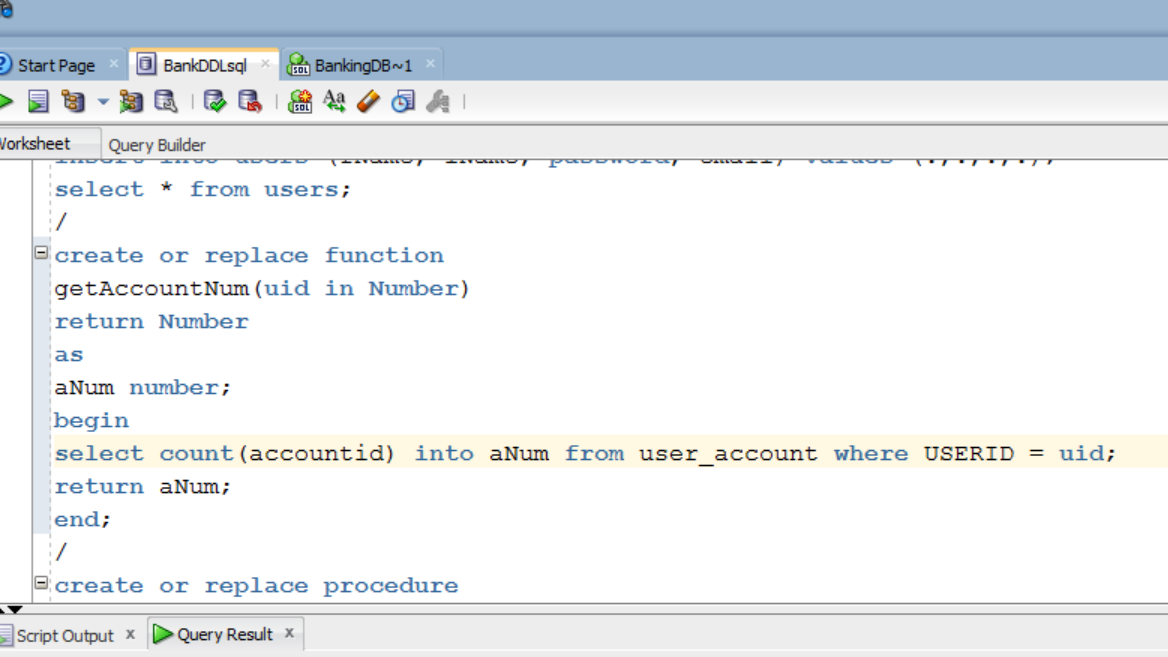 Start Page
BankDDLsql
BankingDB~1
Worksheet
Query Builder
select * from users;
/
create or replace function
getAccountNum(uid in Number)
return Number
as
aNum number;
begin
select count(accountid) into aNum from user_account where USERID = uid;
return aNum;
end;
/
create or replace procedure
Script Output x
Query Result x